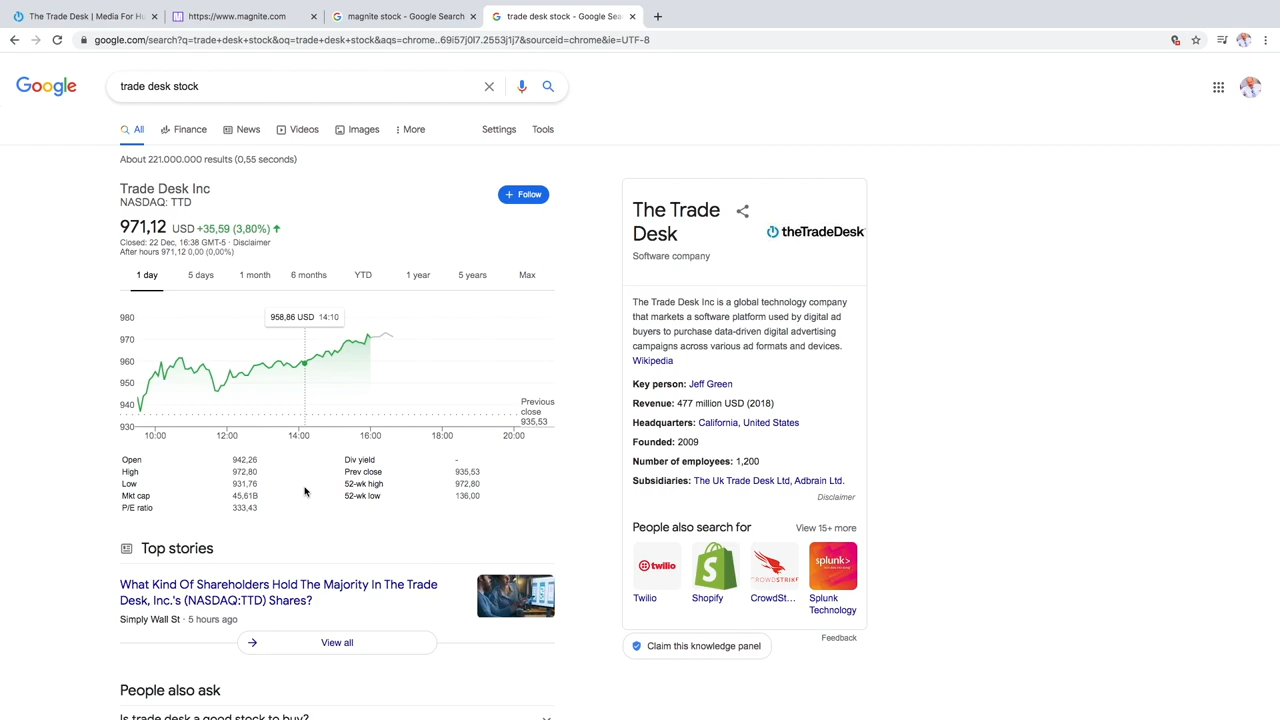 The Trade Desk | Media For Hu
https://www.magnite.com
magnite stock - Google Search
trade desk stock - Google Sea
google.com/search?q=trade+desk+stock&oq=trade+desk+stock&aqs=chrome..69i57j0l7.2553j1j7&sourceid=chrome&ie=UTF-8
Google
trade desk stock
All Finance News Videos Images More Settings Tools
About 221.000.000 results (0,55 seconds)
Trade Desk Inc
NASDAQ: TTD
+ Follow
971,12 USD +35,59 (3,80%)
Closed: 22 Dec, 16:38 GMT-5 · Disclaimer
After hours 971,12 0,00 (0,00%)
1 day 5 days 1 month 6 months YTD 1 year 5 years Max
958,86 USD 14:10
980
970
960
950
940
930
Previous
close
935,53
10:00 12:00 14:00 16:00 18:00 20:00
Open 942,26 Div yield -
High 972,80 Prev close 935,53
Low 931,76 52-wk high 972,80
Mkt cap 45,61B 52-wk low 136,00
P/E ratio 333,43
Top stories
What Kind Of Shareholders Hold The Majority In The Trade
Desk, Inc.'s (NASDAQ:TTD) Shares?
Simply Wall St · 5 hours ago
View all
People also ask
Is trade desk a good stock to buy?
The Trade
Desk
theTradeDesk
Software company
The Trade Desk Inc is a global technology company
that markets a software platform used by digital ad
buyers to purchase data-driven digital advertising
campaigns across various ad formats and devices.
Wikipedia
Key person: Jeff Green
Revenue: 477 million USD (2018)
Headquarters: California, United States
Founded: 2009
Number of employees: 1,200
Subsidiaries: The Uk Trade Desk Ltd, Adbrain Ltd.
Disclaimer
People also search for View 15+ more
twilio
CROWDSTRIKE
splunk>
Twilio
Shopify
CrowdSt...
Splunk
Technology
Feedback
Claim this knowledge panel